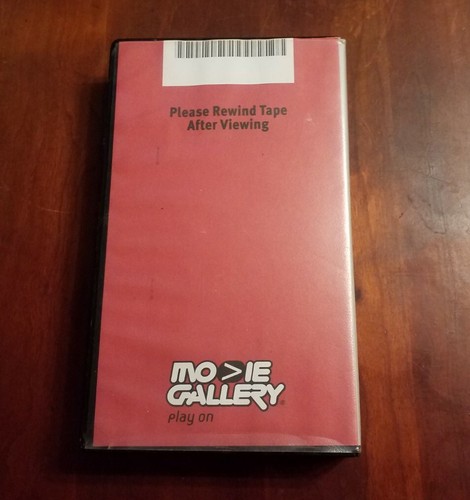 Please Rewind Tape
After Viewing
MOVIE
GALLERY®
play on